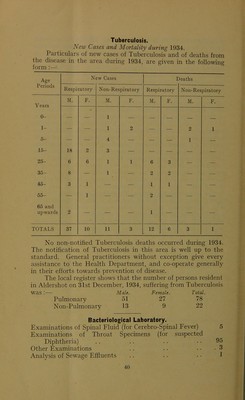 Tuberculosis.
New Cases and Mortality during 1934.
Particulars of new cases of Tuberculosis and of deaths from
the disease in the area during 1934, are given in the following
form:—
Age Periods New Cases Deaths
Respiratory Non-Respiratory Respiratory Non-Respiratory
Years M. F. M. F. M. F. M. F.
0- — — 1 — — — — —
1- — — 1 2 — — 2 1
5- — — 4 — — — 1 —
15- 18 2 3 — — — — —
25- 6 6 1 1 6 3 — —
35- 8 — 1 — 2 2 — —
45- 3 1 — — 1 1 — —
55- — 1 — — 2 — — —
65 and
upwards 2 — — — 1 — — —
TOTALS 37 10 11 3 12 6 3 1
No non-notified Tuberculosis deaths occurred during 1934.
The notification of Tuberculosis in this area is well up to the
standard. General practitioners without exception give every
assistance to the Health Department, and co-operate generally
in their efforts towards prevention of disease.
The local register shows that the number of persons resident
in Aldershot on 31st December, 1934, suffering from Tuberculosis
was:— Male. Female. Total.
Pulmonary 51 27 78
Non-Pulmonary 13 9 22
Bacteriological Laboratory.
Examinations of Spinal Fluid (for Cerebro-Spinal Fever) 5
Examinations of Throat Specimens (for suspected
Diphtheria) .. .. .. .. .. 95
Other Examinations .. .. .. .. .. 3
Analysis of Sewage Effluents .. .. .. .. 1
40